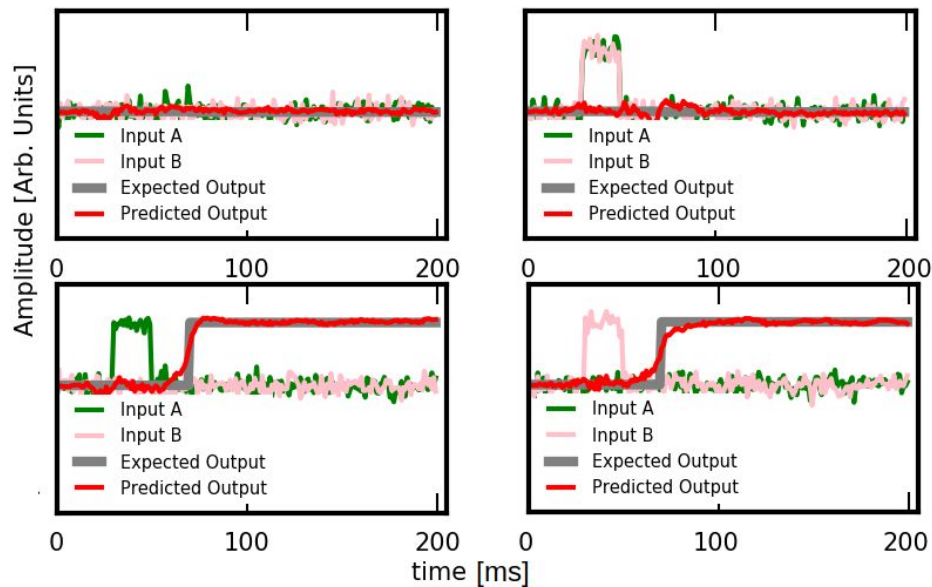 Amplitude [Arb. Units]
Input A
Input B
Expected Output
Predicted Output
0 100 200
Input A
Input B
Expected Output
Predicted Output
0 100 200
Input A
Input B
Expected Output
Predicted Output
0 100 200
Input A
Input B
Expected Output
Predicted Output
0 100 200
time [ms]